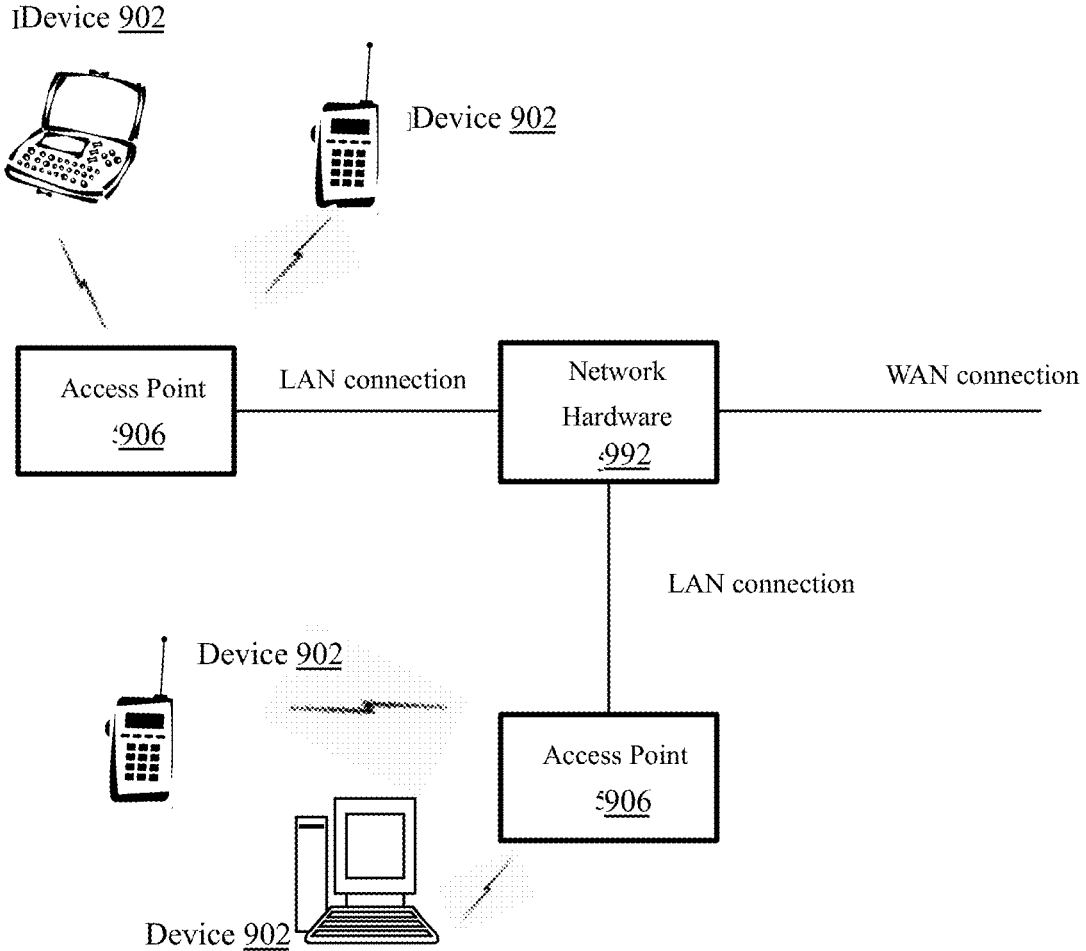 Device 902
Device 902
Access Point
906
LAN connection
Network
Hardware
992
WAN connection
LAN connection
Device 902
Access Point
906
Device 902